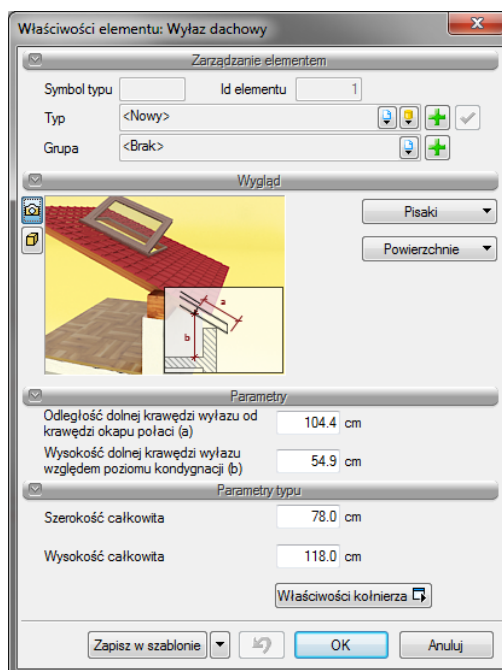 Właściwości elementu: Wyłaz dachowy
Zarządzanie elementem
Symbol typu Id elementu 1
Typ <Nowy>
Grupa <Brak>
Wygląd
Pisaki
Powierzchnie
a
b
Parametry
Odległość dolnej krawędzi wyłazu od
krawędzi okapu połaci (a) 104.4 cm
Wysokość dolnej krawędzi wyłazu
względem poziomu kondygnacji (b) 54.9 cm
Parametry typu
Szerokość całkowita 78.0 cm
Wysokość całkowita 118.0 cm
Właściwości kołnierza
Zapisz w szablonie OK Anuluj